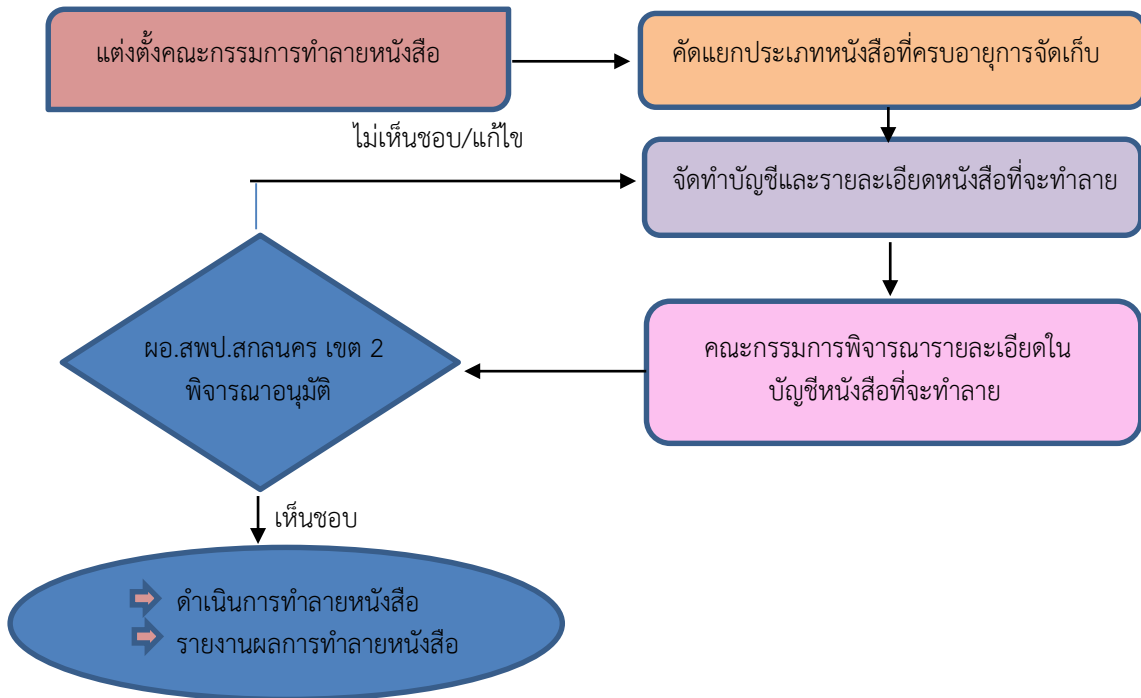 แต่งตั้งคณะกรรมการทำลายหนังสือ
คัดแยกประเภทหนังสือที่ครบอายุการจัดเก็บ
ไม่เห็นชอบ/แก้ไข
จัดทำบัญชีและรายละเอียดหนังสือที่จะทำลาย
คณะกรรมการพิจารณารายละเอียดใน
บัญชีหนังสือที่จะทำลาย
ผอ.สพป.สกลนคร เขต 2
พิจารณาอนุมัติ
เห็นชอบ
ดำเนินการทำลายหนังสือ
รายงานผลการทำลายหนังสือ